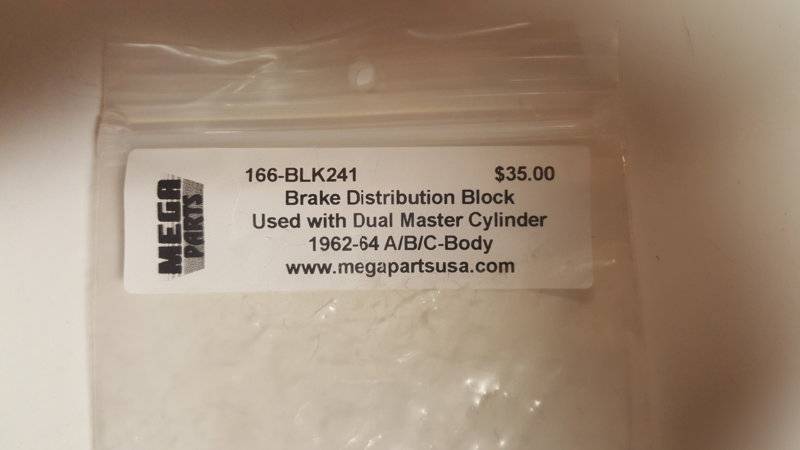 MEGA PARTS
166-BLK241 $35.00
Brake Distribution Block
Used with Dual Master Cylinder
1962-64 A/B/C-Body
www.megapartsusa.com